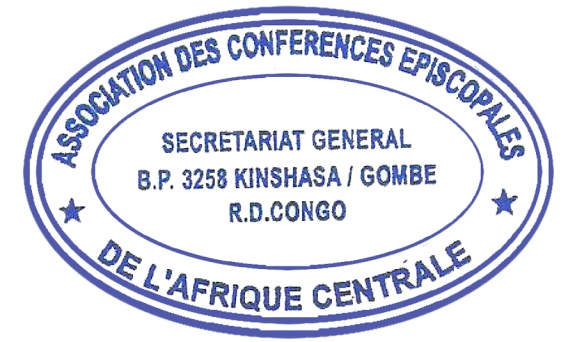 ASSOCIATION DES CONFERENCES EPISCOPALES
SECRETARIAT GENERAL
B.P. 3258 KINSHASA / GOMBE
R.D.CONGO
DE L'AFRIQUE CENTRALE